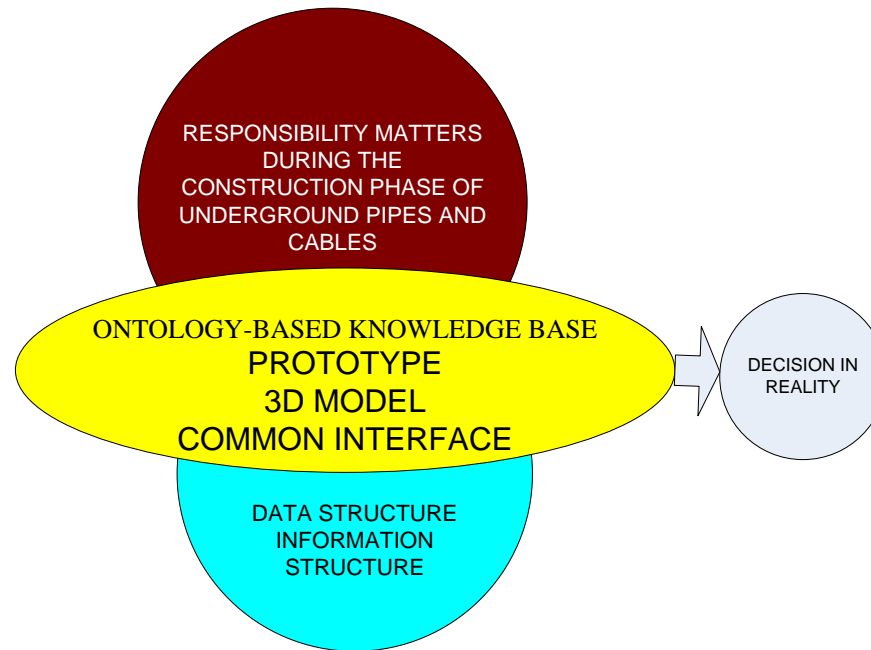 RESPONSIBILITY MATTERS
DURING THE
CONSTRUCTION PHASE OF
UNDERGROUND PIPES AND
CABLES
ONTOLOGY-BASED KNOWLEDGE BASE
PROTOTYPE
3D MODEL
COMMON INTERFACE
DECISION IN
REALITY
DATA STRUCTURE
INFORMATION
STRUCTURE